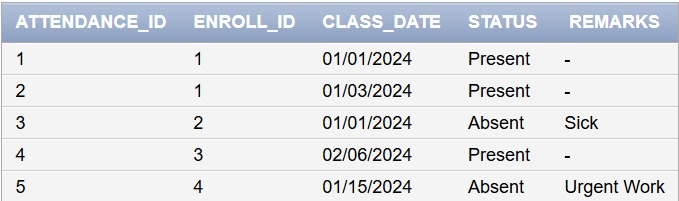 ATTENDANCE_ID ENROLL_ID CLASS_DATE STATUS REMARKS
1 1 01/01/2024 Present -
2 1 01/03/2024 Present -
3 2 01/01/2024 Absent Sick
4 3 02/06/2024 Present -
5 4 01/15/2024 Absent Urgent Work